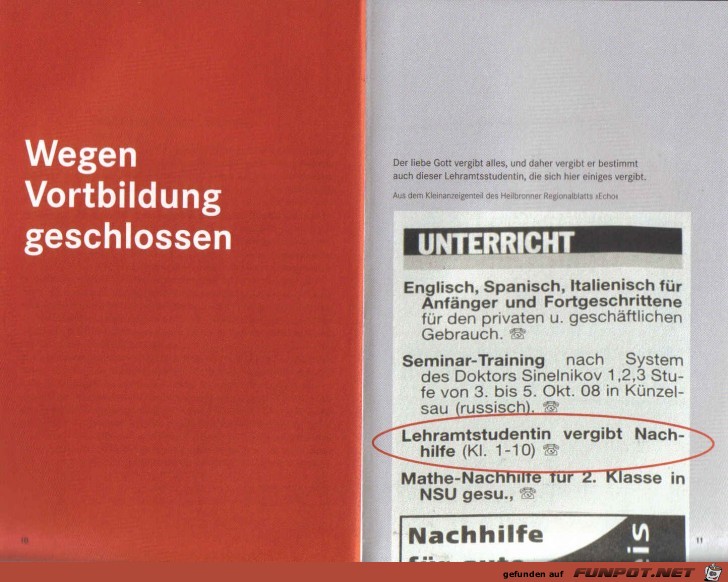 Wegen
Vortbildung
geschlossen
10
Der liebe Gott vergibt alles, und daher vergibt er bestimmt
auch dieser Lehramtsstudentin, die sich hier einiges vergibt.
Aus dem Kleinanzeigenteil des Heilbronner Regionalblatts ›Echo‹
UNTERRICHT
Englisch, Spanisch, Italienisch für
Anfänger und Fortgeschrittene
für den privaten u. geschäftlichen
Gebrauch. ☏
Seminar-Training nach System
des Doktors Sinelnikov 1,2,3 Stu-
fe von 3. bis 5. Okt. 08 in Künzel-
sau (russisch). ☏
Lehramtstudentin vergibt Nach-
hilfe (Kl. 1-10) ☏
Mathe-Nachhilfe für 2. Klasse in
NSU gesu., ☏
Nachhilfe
für gute
is
11
gefunden auf FUNPOT.NET